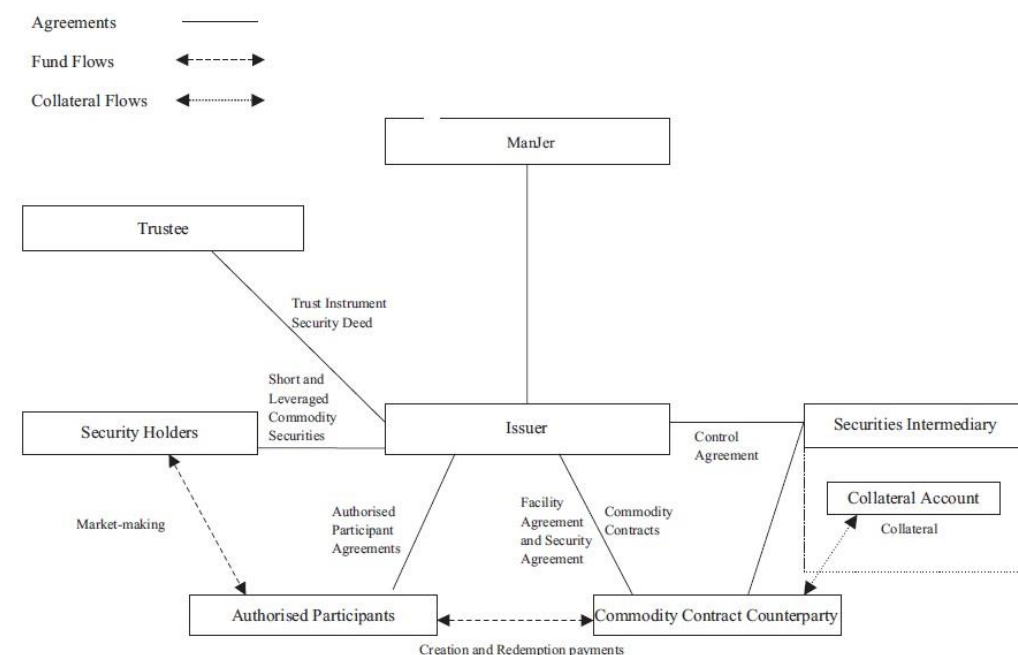 Agreements
Fund Flows
Collateral Flows
ManJer
Trustee
Trust Instrument
Security Deed
Short and
Leveraged
Commodity
Securities
Security Holders
Issuer
Securities Intermediary
Control
Agreement
Collateral Account
Collateral
Market-making
Authorised
Participant
Agreements
Facility
Agreement
and Security
Agreement
Commodity
Contracts
Authorised Participants
Commodity Contract Counterparty
Creation and Redemption payments